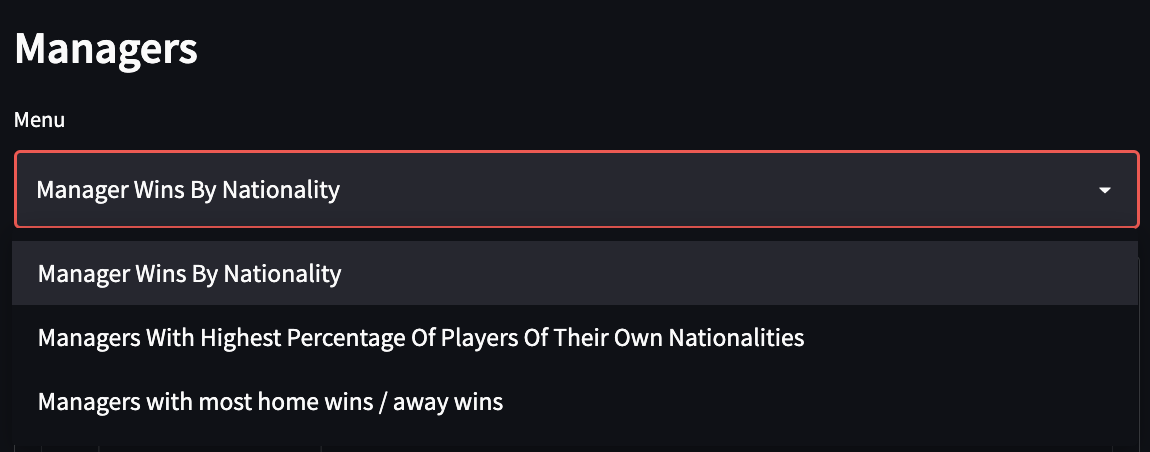 Managers
Menu
Manager Wins By Nationality
Manager Wins By Nationality
Managers With Highest Percentage Of Players Of Their Own Nationalities
Managers with most home wins / away wins